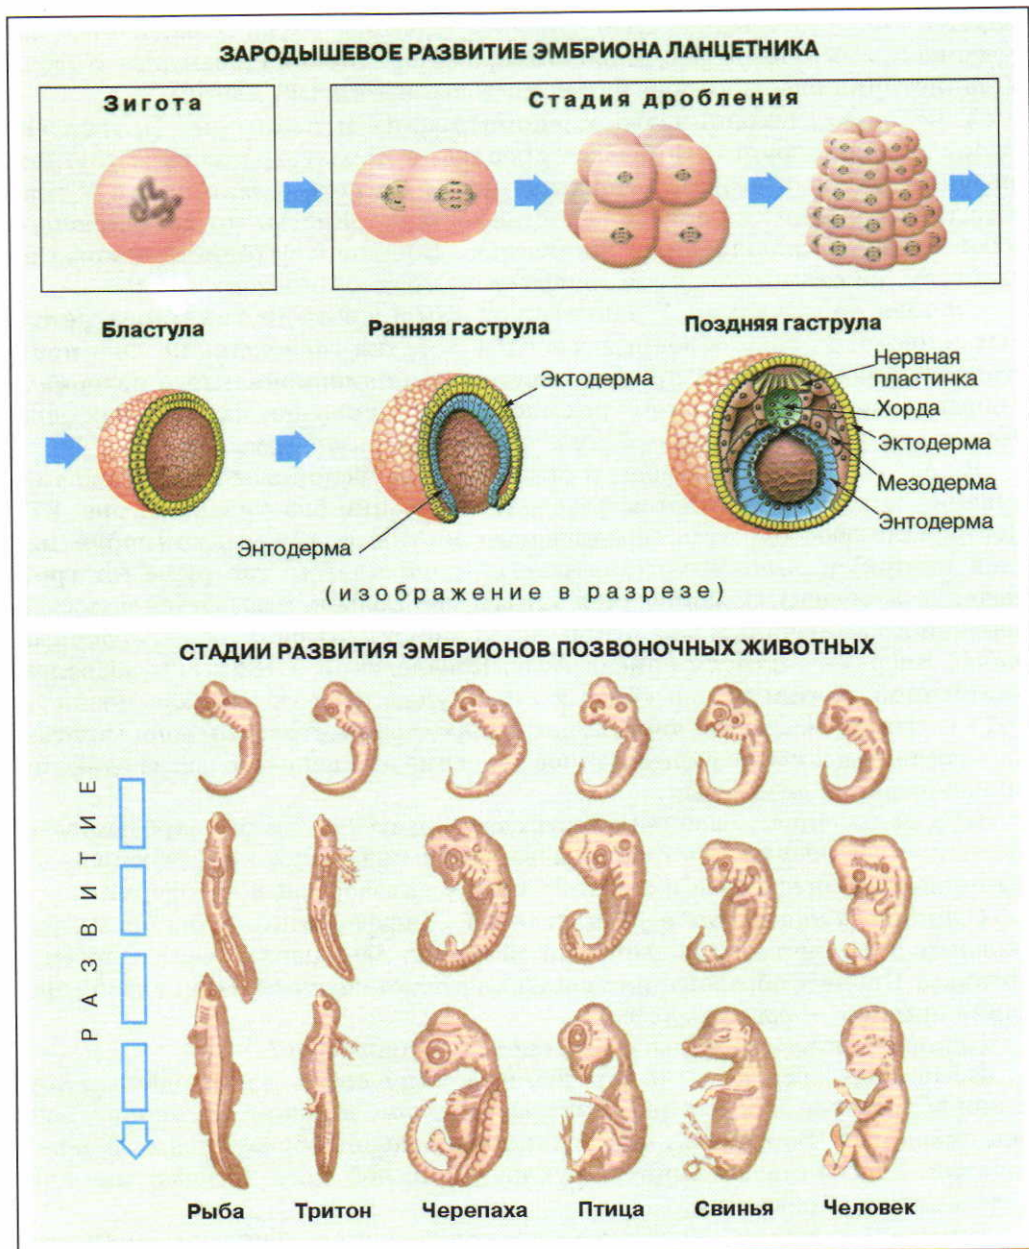 ЗАРОДЫШЕВОЕ РАЗВИТИЕ ЭМБРИОНА ЛАНЦЕТНИКА
Зигота
Стадия дробления
Бластула
Ранняя гаструла
Поздняя гаструла
Эктодерма
Энтодерма
Нервная
пластинка
Хорда
Эктодерма
Мезодерма
Энтодерма
(изображение в разрезе)
СТАДИИ РАЗВИТИЯ ЭМБРИОНОВ ПОЗВОНОЧНЫХ ЖИВОТНЫХ
РАЗВИТИЕ
Рыба Тритон Черепаха Птица Свинья Человек